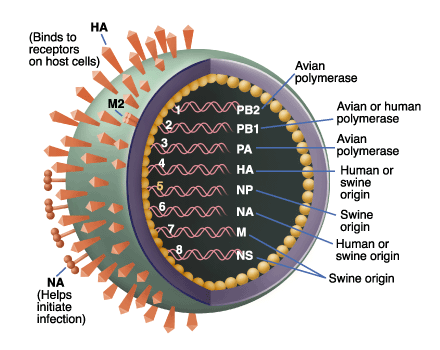 HA
(Binds to
receptors
on host cells)
M2
1 PB2
2 PB1
3 PA
4 HA
5 NP
6 NA
7 M
8 NS
Avian
polymerase
Avian or human
polymerase
Avian
polymerase
Human or
swine
origin
Swine
origin
Human or
swine origin
Swine origin
NA
(Helps
initiate
infection)